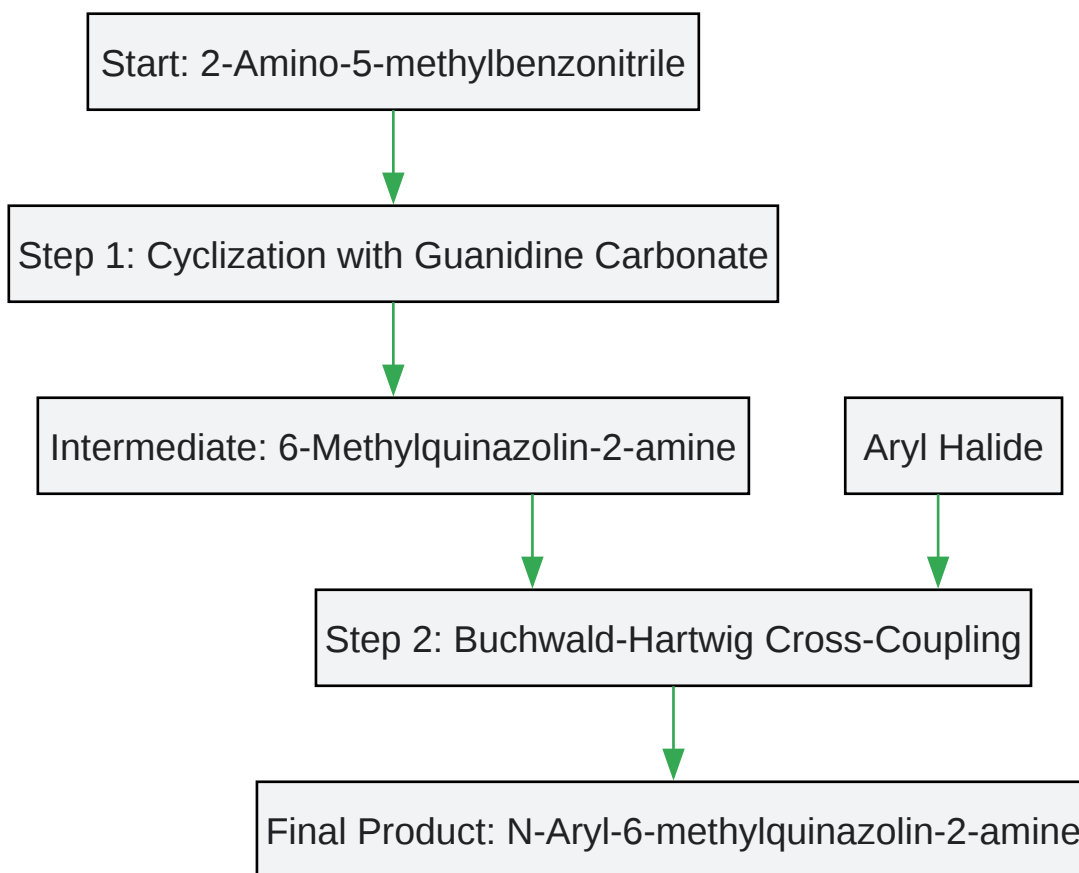 Start: 2-Amino-5-methylbenzonitrile
Step 1: Cyclization with Guanidine Carbonate
Intermediate: 6-Methylquinazolin-2-amine
Aryl Halide
Step 2: Buchwald-Hartwig Cross-Coupling
Final Product: N-Aryl-6-methylquinazolin-2-amine